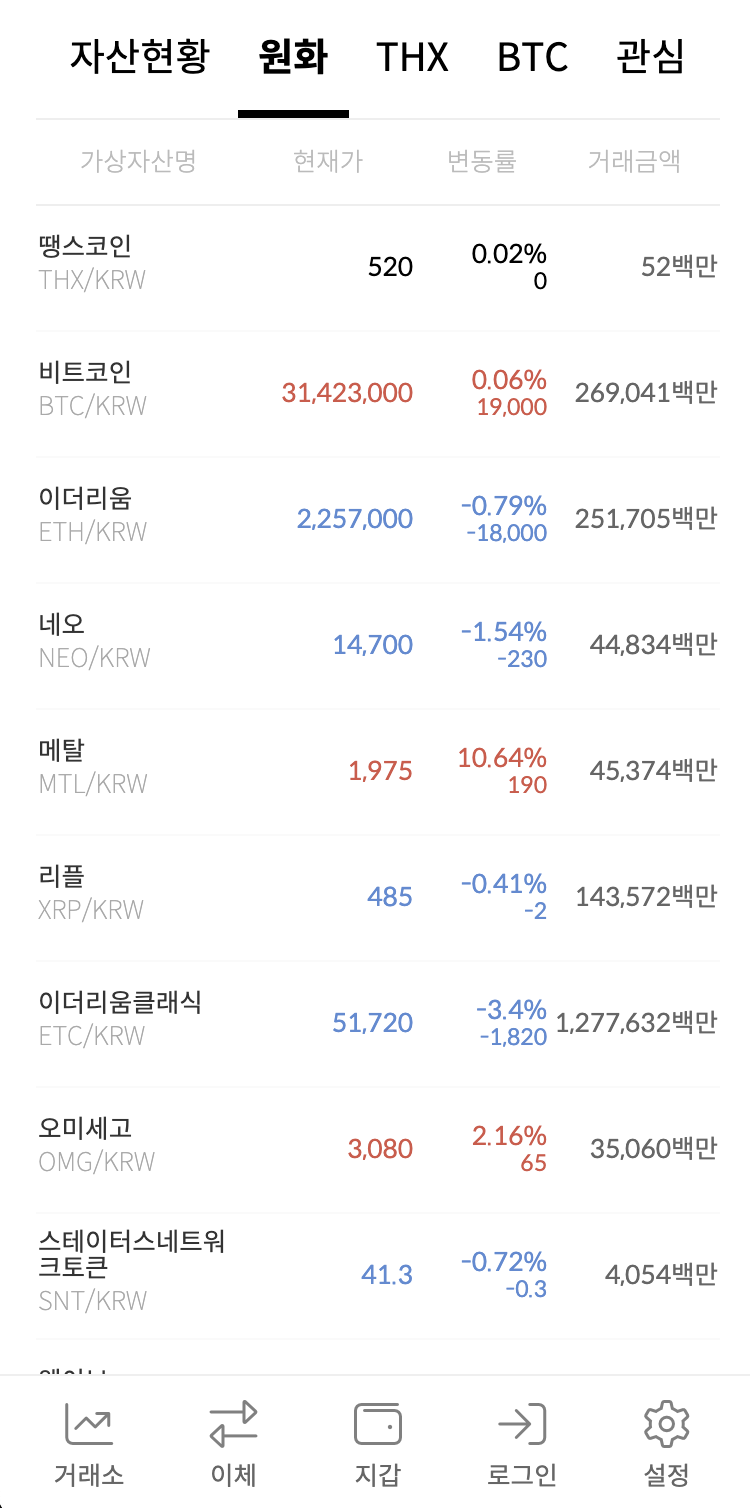 자산현황 원화 THX BTC 관심
가상자산명 현재가 변동률 거래금액
땡스코인
THX/KRW
520
0.02%
0
52백만
비트코인
BTC/KRW
31,423,000
0.06%
19,000
269,041백만
이더리움
ETH/KRW
2,257,000
-0.79%
-18,000
251,705백만
네오
NEO/KRW
14,700
-1.54%
-230
44,834백만
메탈
MTL/KRW
1,975
10.64%
190
45,374백만
리플
XRP/KRW
485
-0.41%
-2
143,572백만
이더리움클래식
ETC/KRW
51,720
-3.4%
-1,820
1,277,632백만
오미세고
OMG/KRW
3,080
2.16%
65
35,060백만
스테이터스네트워
크토큰
SNT/KRW
41.3
-0.72%
-0.3
4,054백만
거래소 이체 지갑 로그인 설정